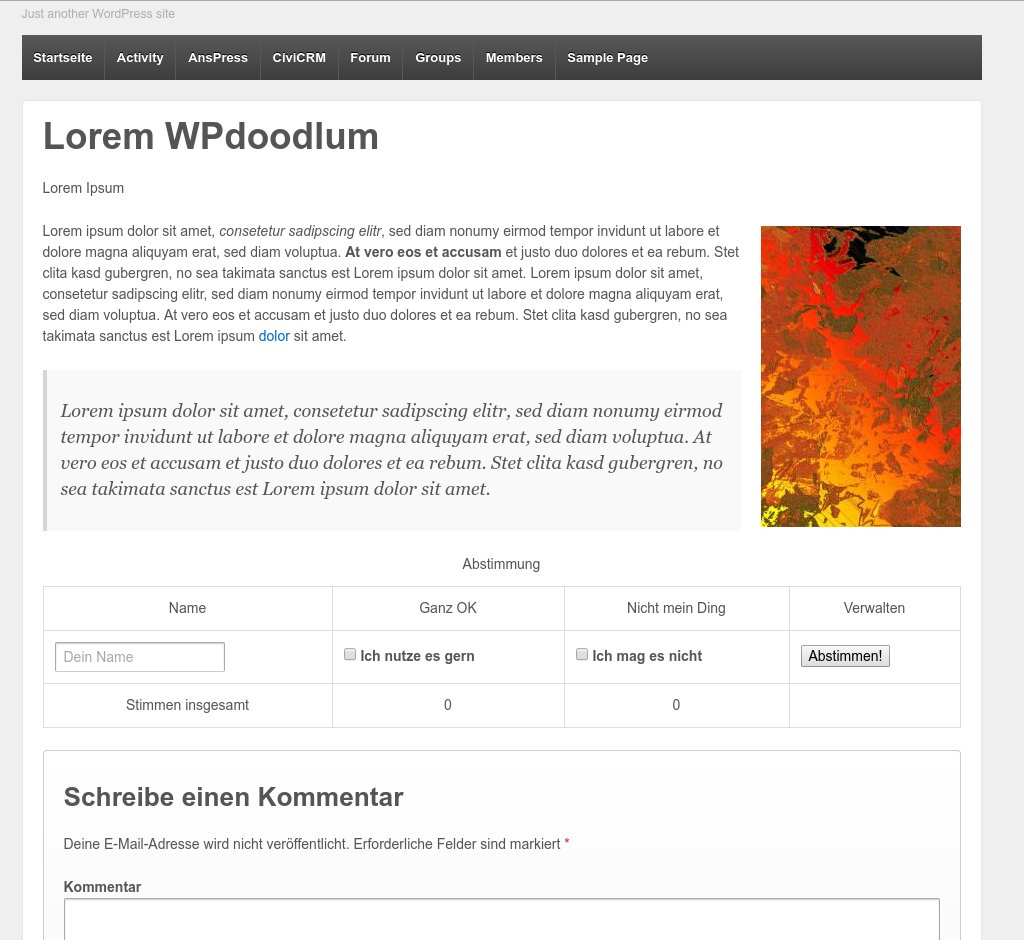 Just another WordPress site
Startseite Activity AnsPress CiviCRM Forum Groups Members Sample Page
Lorem WPdoodlum
Lorem Ipsum
Lorem ipsum dolor sit amet, consetetur sadipscing elitr, sed diam nonumy eirmod tempor invidunt ut labore et
dolore magna aliquyam erat, sed diam voluptua. At vero eos et accusam et justo duo dolores et ea rebum. Stet
clita kasd gubergren, no sea takimata sanctus est Lorem ipsum dolor sit amet. Lorem ipsum dolor sit amet,
consetetur sadipscing elitr, sed diam nonumy eirmod tempor invidunt ut labore et dolore magna aliquyam erat,
sed diam voluptua. At vero eos et accusam et justo duo dolores et ea rebum. Stet clita kasd gubergren, no sea
takimata sanctus est Lorem ipsum dolor sit amet.
Lorem ipsum dolor sit amet, consetetur sadipscing elitr, sed diam nonumy eirmod
tempor invidunt ut labore et dolore magna aliquyam erat, sed diam voluptua. At
vero eos et accusam et justo duo dolores et ea rebum. Stet clita kasd gubergren, no
sea takimata sanctus est Lorem ipsum dolor sit amet.
Abstimmung
Name Ganz OK Nicht mein Ding Verwalten
Dein Name Ich nutze es gern Ich mag es nicht Abstimmen!
Stimmen insgesamt 0 0
Schreibe einen Kommentar
Deine E-Mail-Adresse wird nicht veröffentlicht. Erforderliche Felder sind markiert *
Kommentar